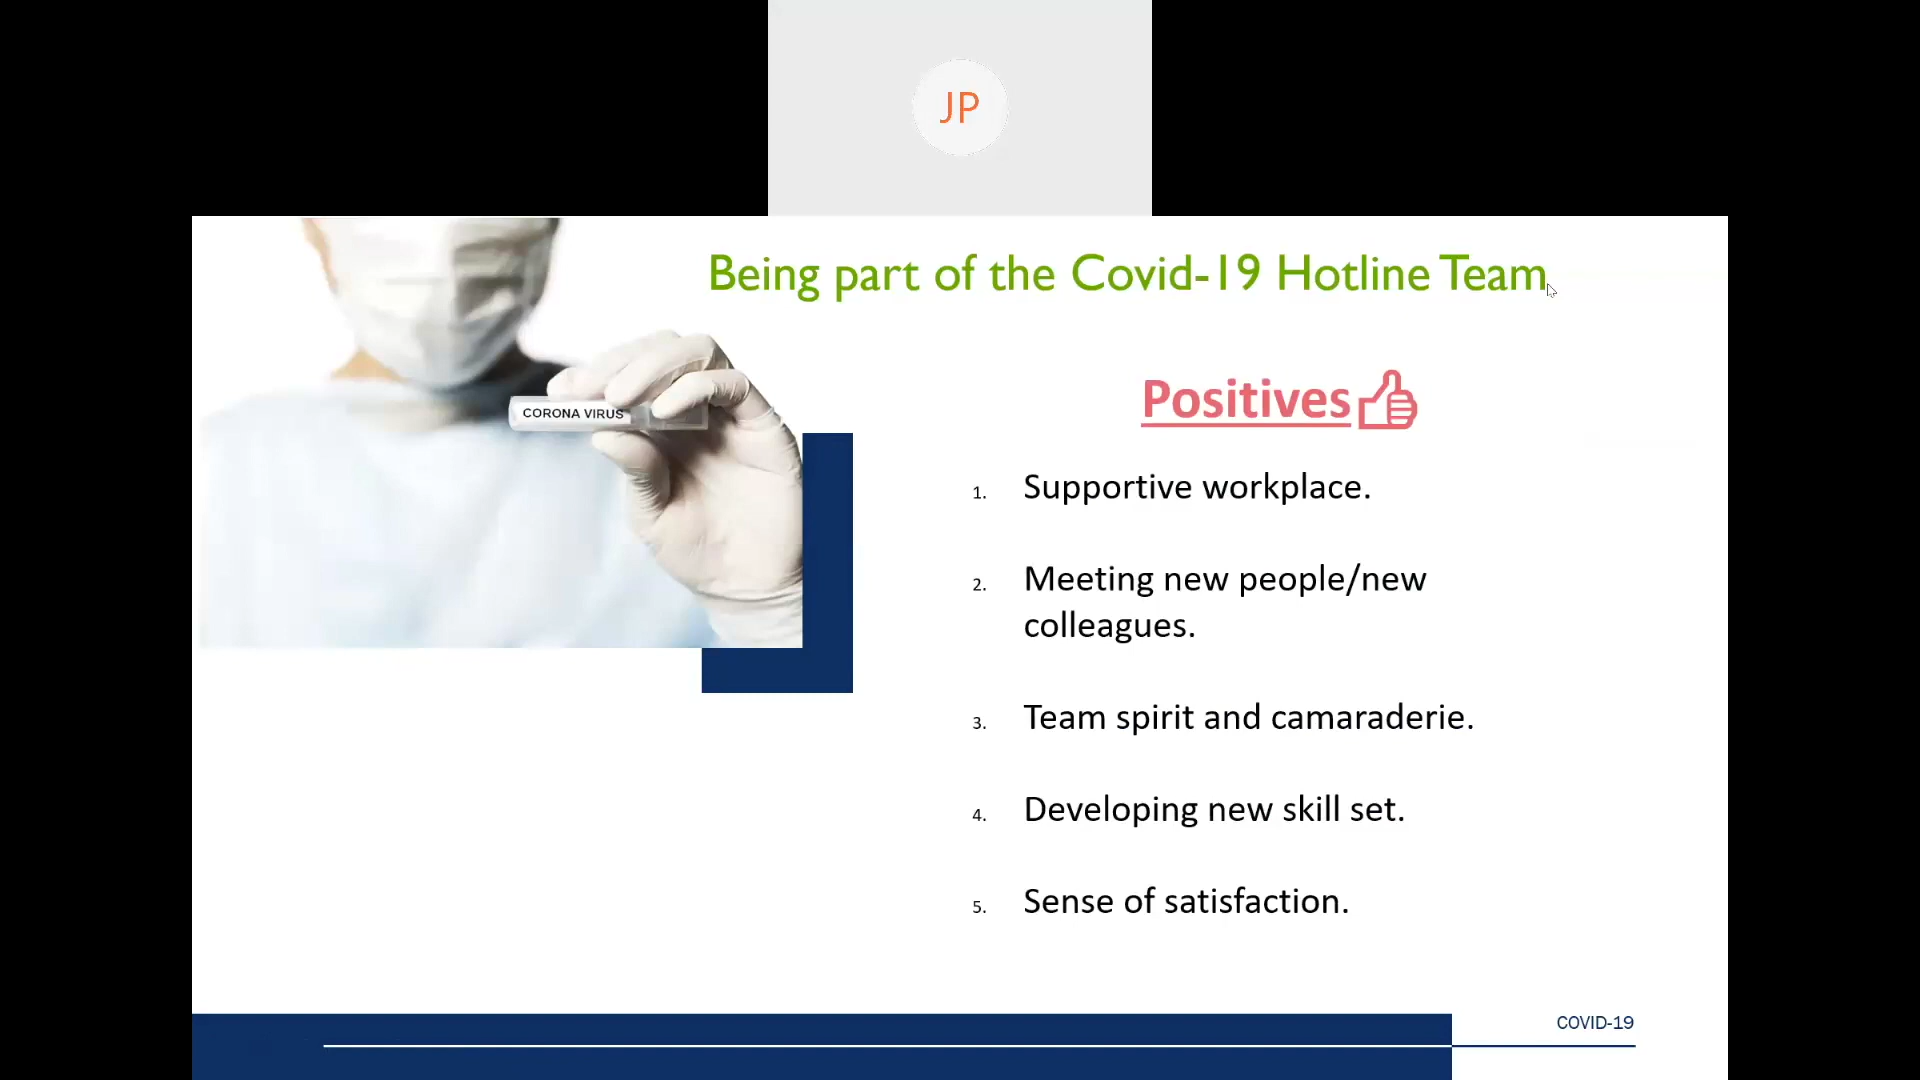 JP
Being part of the Covid-19 Hotline Team
CORONA VIRUS
Positives
1. Supportive workplace.
2. Meeting new people/new
colleagues.
3. Team spirit and camaraderie.
4. Developing new skill set.
5. Sense of satisfaction.
COVID-19